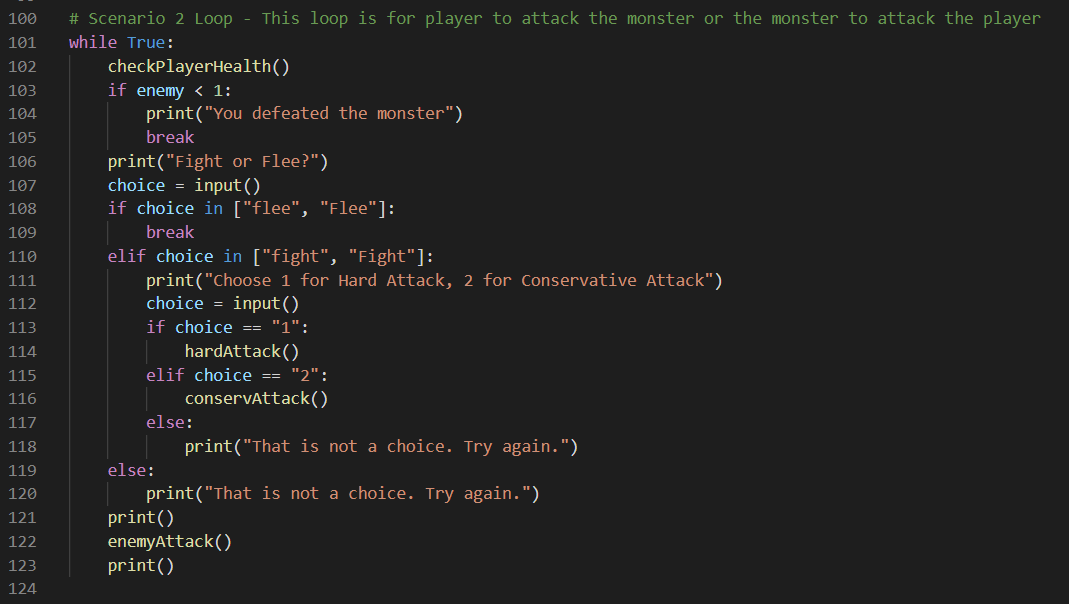 100 # Scenario 2 Loop - This loop is for player to attack the monster or the monster to attack the player
101 while True:
102     checkPlayerHealth()
103     if enemy < 1:
104         print("You defeated the monster")
105         break
106     print("Fight or Flee?")
107     choice = input()
108     if choice in ["flee", "Flee"]:
109         break
110     elif choice in ["fight", "Fight"]:
111         print("Choose 1 for Hard Attack, 2 for Conservative Attack")
112         choice = input()
113         if choice == "1":
114             hardAttack()
115         elif choice == "2":
116             conservAttack()
117         else:
118             print("That is not a choice. Try again.")
119     else:
120         print("That is not a choice. Try again.")
121     print()
122     enemyAttack()
123     print()
124